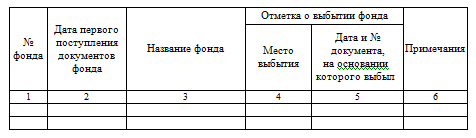 №
фонда
Дата первого
поступления
документов
фонда
Название фонда
Отметка о выбытии фонда
Место
выбытия
Дата и №
документа,
на основании
которого выбыл
Примечания
1 2 3 4 5 6